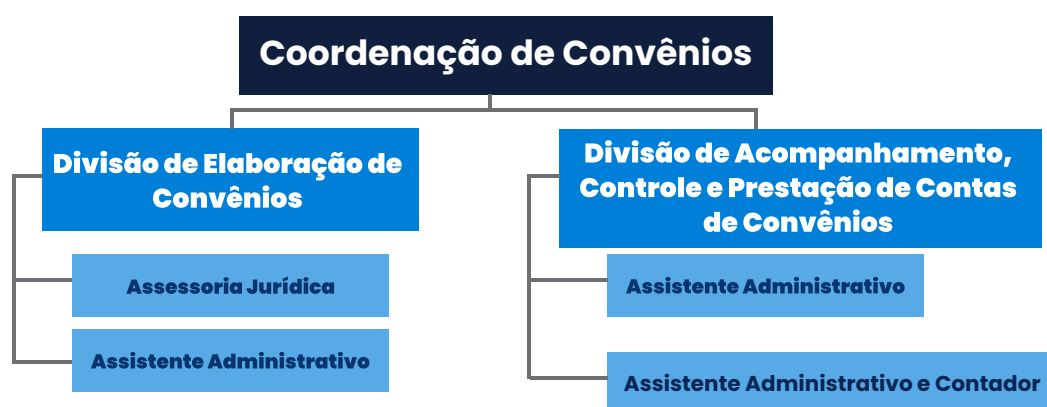 Coordenação de Convênios
Divisão de Elaboração de
Convênios
Assessoria Jurídica
Assistente Administrativo
Divisão de Acompanhamento,
Controle e Prestação de Contas
de Convênios
Assistente Administrativo
Assistente Administrativo e Contador